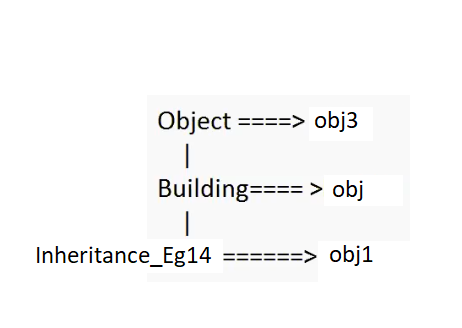 Object ====> obj3
|
Building==== > obj
|
Inheritance_Eg14 ======> obj1